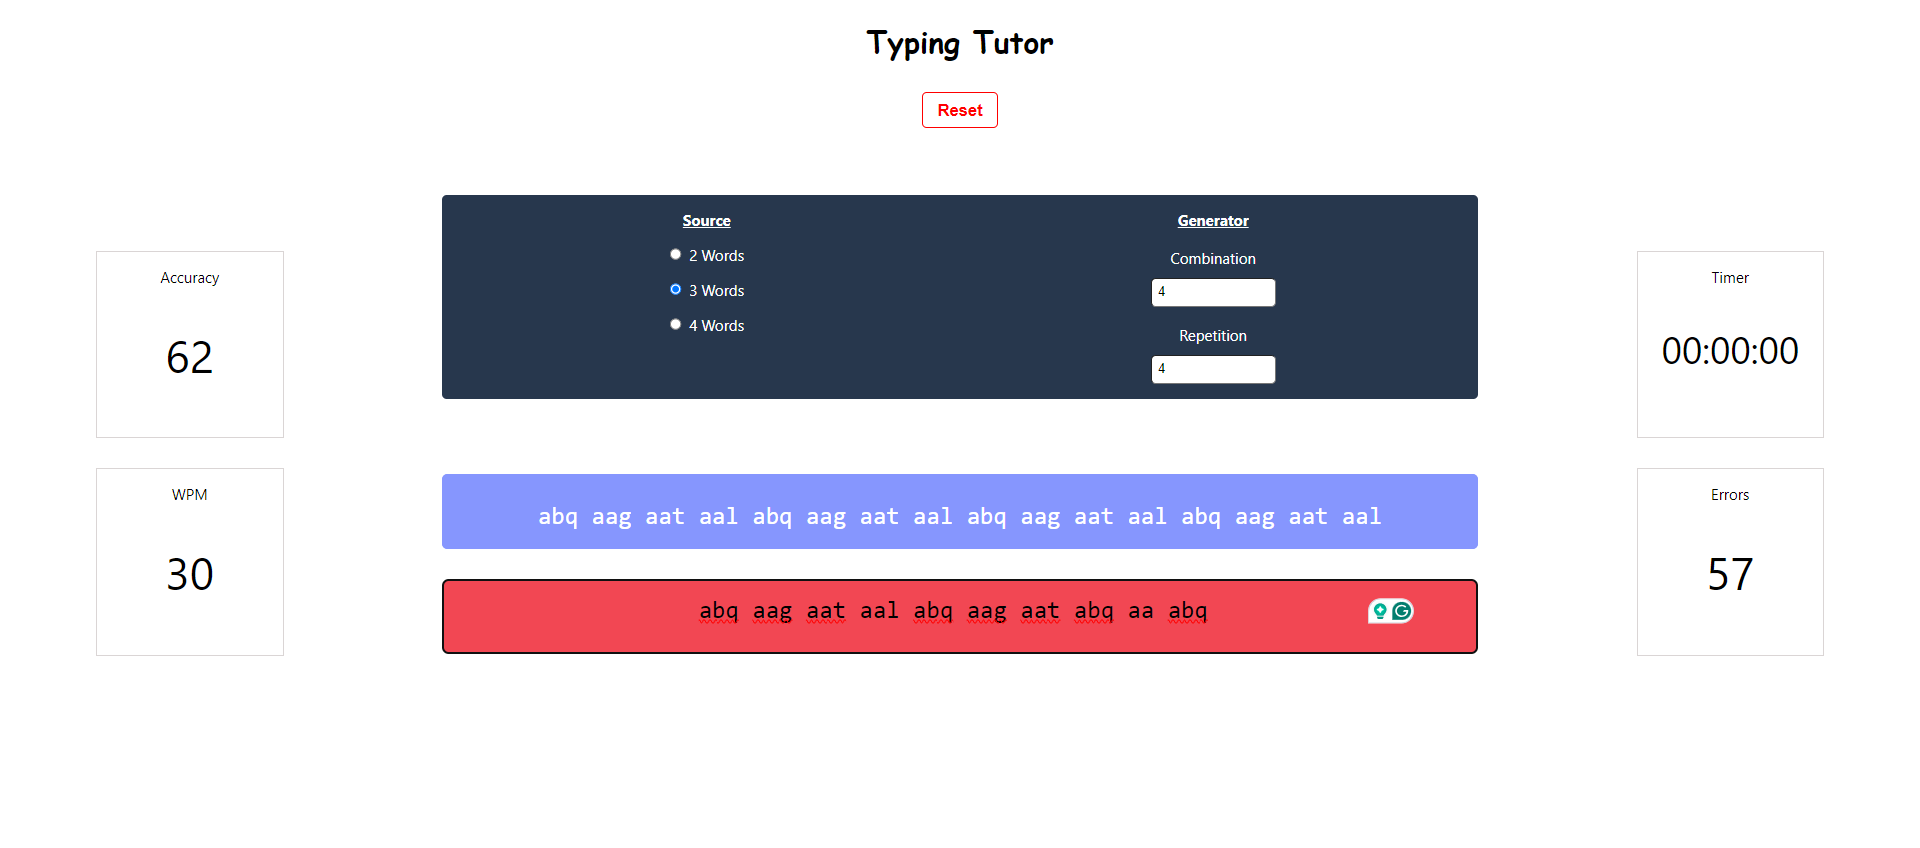 Typing Tutor
Reset
Source
2 Words
3 Words
4 Words
Generator
Combination
4
Repetition
4
Accuracy
62
WPM
30
Timer
00:00:00
Errors
57
abq aag aat aal abq aag aat aal abq aag aat aal abq aag aat aal
abq aag aat aal abq aag aat abq aa abq